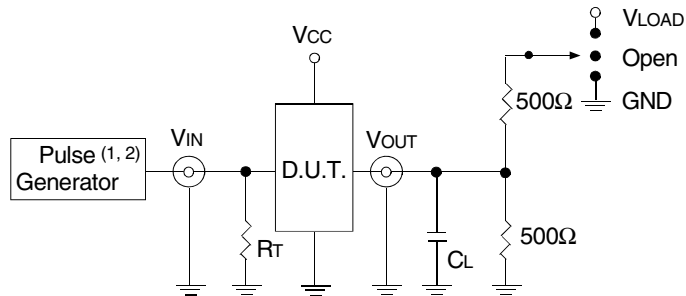 VLOAD
VCC
Open
500Ω
GND
Pulse (1, 2)
Generator
VIN
D.U.T.
VOUT
RT
CL
500Ω